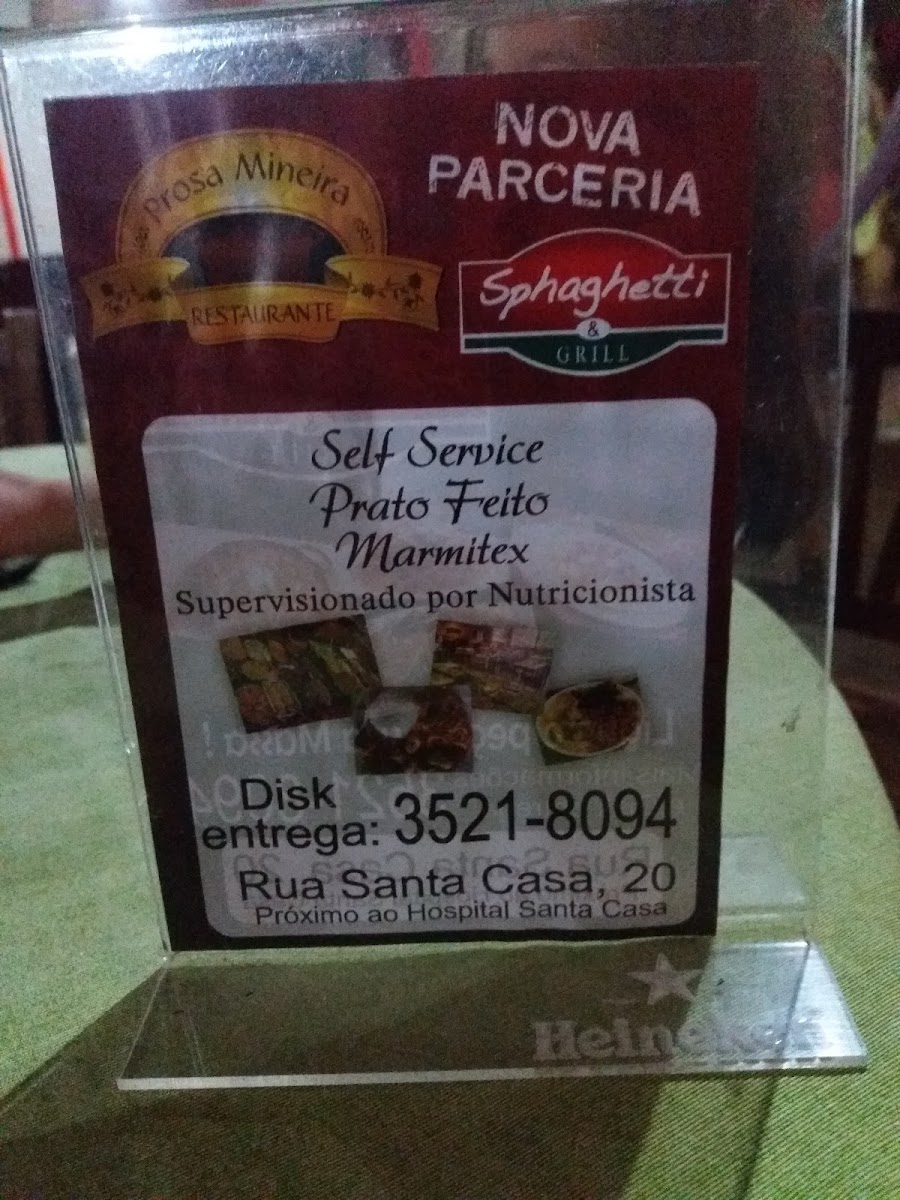 Prosa Mineira
RESTAURANTE
NOVA
PARCERIA
Sphaghetti
&
GRILL
Self Service
Prato Feito
Marmitex
Supervisionado por Nutricionista
Disk
entrega: 3521-8094
Rua Santa Casa, 20
Próximo ao Hospital Santa Casa
Heineken